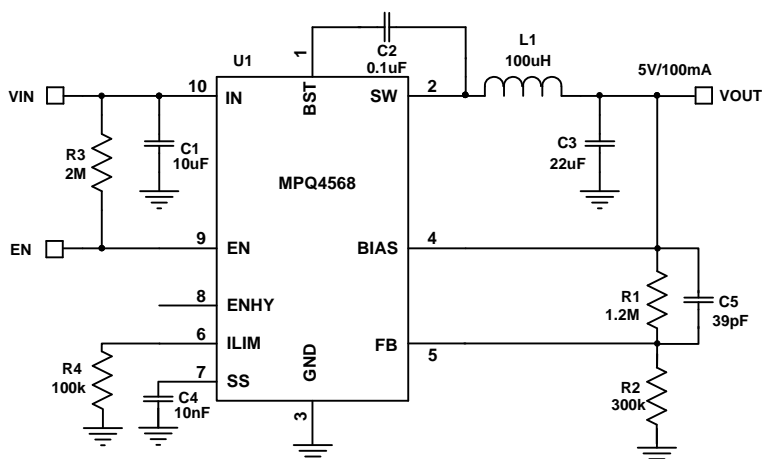 U1
1
C2
0.1uF
L1
100uH
5V/100mA
VIN
10
IN
BST
SW
2
VOUT
R3
2M
C1
10uF
C3
22uF
MPQ4568
EN
9
EN
BIAS
4
8
ENHY
R1
1.2M
C5
39pF
6
ILIM
FB
5
R4
100k
7
SS
GND
C4
10nF
3
R2
300k